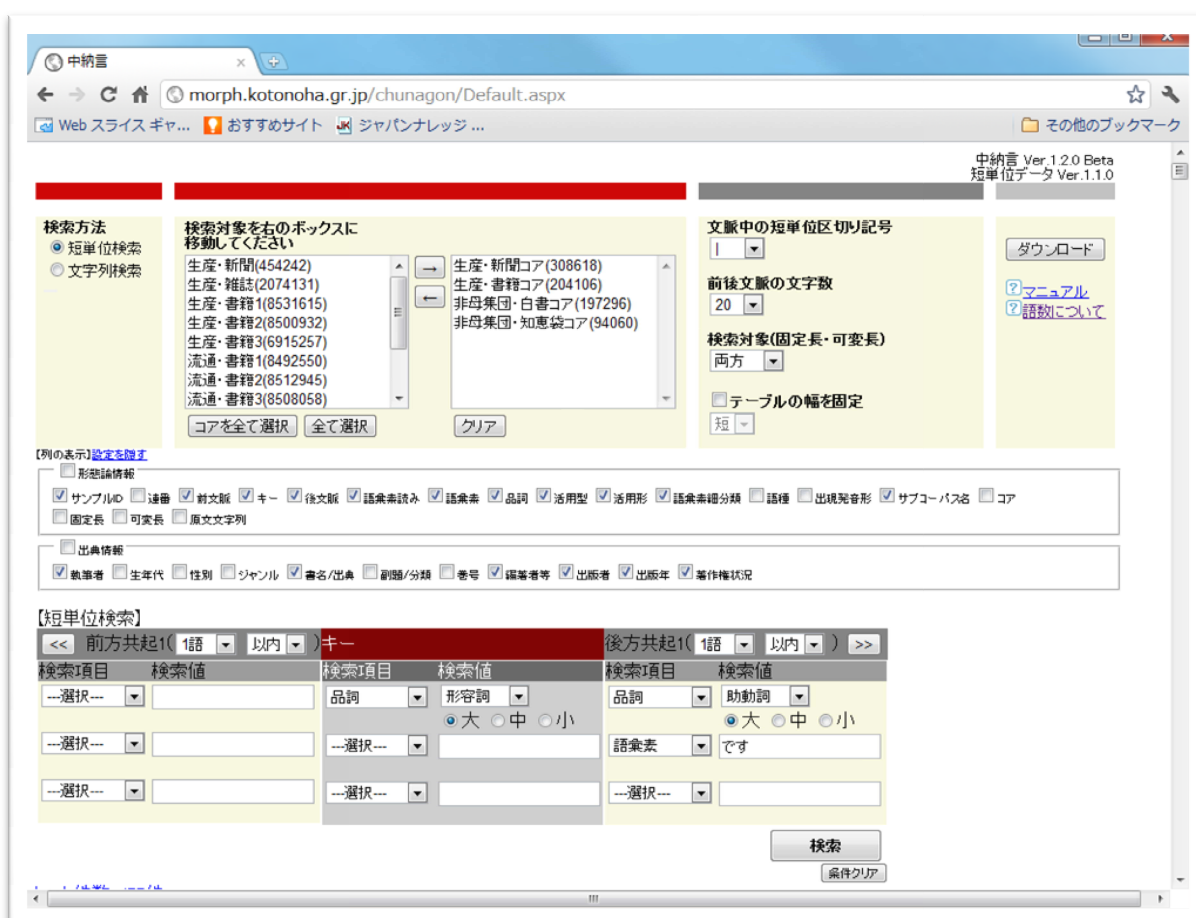 中納言
morph.kotonoha.gr.jp/chunagon/Default.aspx
Web スライス ギャ... おすすめサイト ジャパンナレッジ ... その他のブックマーク
中納言 Ver.1.2.0 Beta
短単位データ Ver.1.1.0
検索方法
短単位検索
文字列検索
検索対象を右のボックスに
移動してください
生産・新聞(454242)
生産・雑誌(2074131)
生産・書籍1(8531615)
生産・書籍2(8500932)
生産・書籍3(6915257)
流通・書籍1(8492550)
流通・書籍2(8512945)
流通・書籍3(8508058)
コアを全て選択 全て選択
→
←
生産・新聞コア(308618)
生産・書籍コア(204106)
非母集団・白書コア(197296)
非母集団・知恵袋コア(94060)
クリア
文脈中の短単位区切り記号
|
前後文脈の文字数
20
検索対象(固定長・可変長)
両方
テーブルの幅を固定
短
ダウンロード
マニュアル
語数について
【列の表示】設定を隠す
形態論情報
サンプルID 連番 前文脈 キー 後文脈 語彙素読み 語彙素 品詞 活用型 活用形 語彙素細分類 語種 出現発音形 サブコーパス名 コア
固定長 可変長 原文文字列
出典情報
執筆者 生年代 性別 ジャンル 書名/出典 副題/分類 巻号 編著者等 出版者 出版年 著作権状況
【短単位検索】
<< 前方共起1( 1語 以内 ) キー 後方共起1( 1語 以内 ) >>
検索項目 検索値 検索項目 検索値 検索項目 検索値
---選択--- 品詞 形容詞 品詞 助動詞
大 中 小 大 中 小
---選択--- ---選択--- 語彙素 です
---選択--- ---選択--- ---選択---
検索
条件クリア